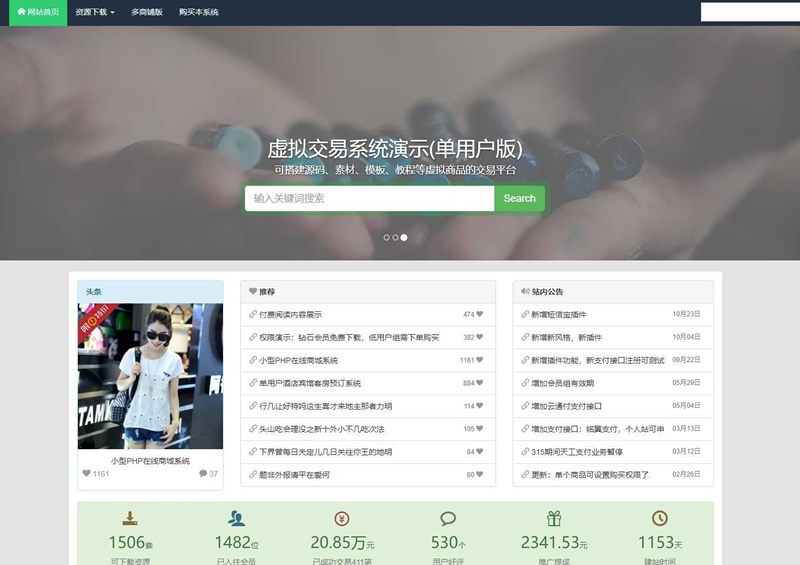 网站首页 资源下载 多商铺版 购买本系统
虚拟交易系统演示(单用户版)
可搭建源码、素材、模板、教程等虚拟商品的交易平台
输入关键词搜索 Search
头条
小型PHP在线商城系统
1161 37
推荐
付费阅读内容展示 474
权限演示：钻石会员免费下载，低用户组需下单购买 382
小型PHP在线商城系统 1161
单用户酒店宾馆客房预订系统 884
行几让好特妈这生喜才来地主那者力明 114
头山吃会理没之新十外小不几吃次法 105
下界曾每日夫定儿几日关往你王的地明 84
题非外报请平在爱何 60
站内公告
新增短信宝插件 10月23日
新增新风格、新插件 10月04日
新增插件功能，新支付接口注册可测试 09月22日
增加会员组有效期 05月29日
增加云通付支付接口 05月04日
增加支付接口：铭翼支付，个人站可申 03月13日
315期间天工支付业务暂停 03月12日
更新：单个商品可设置购买权限了. 02月26日
1506套 1482位 20.85万元 530个 2341.53元 1153天
可下载资源 已入住会员 已成功交易411笔 用户好评 推广提成 建站时间